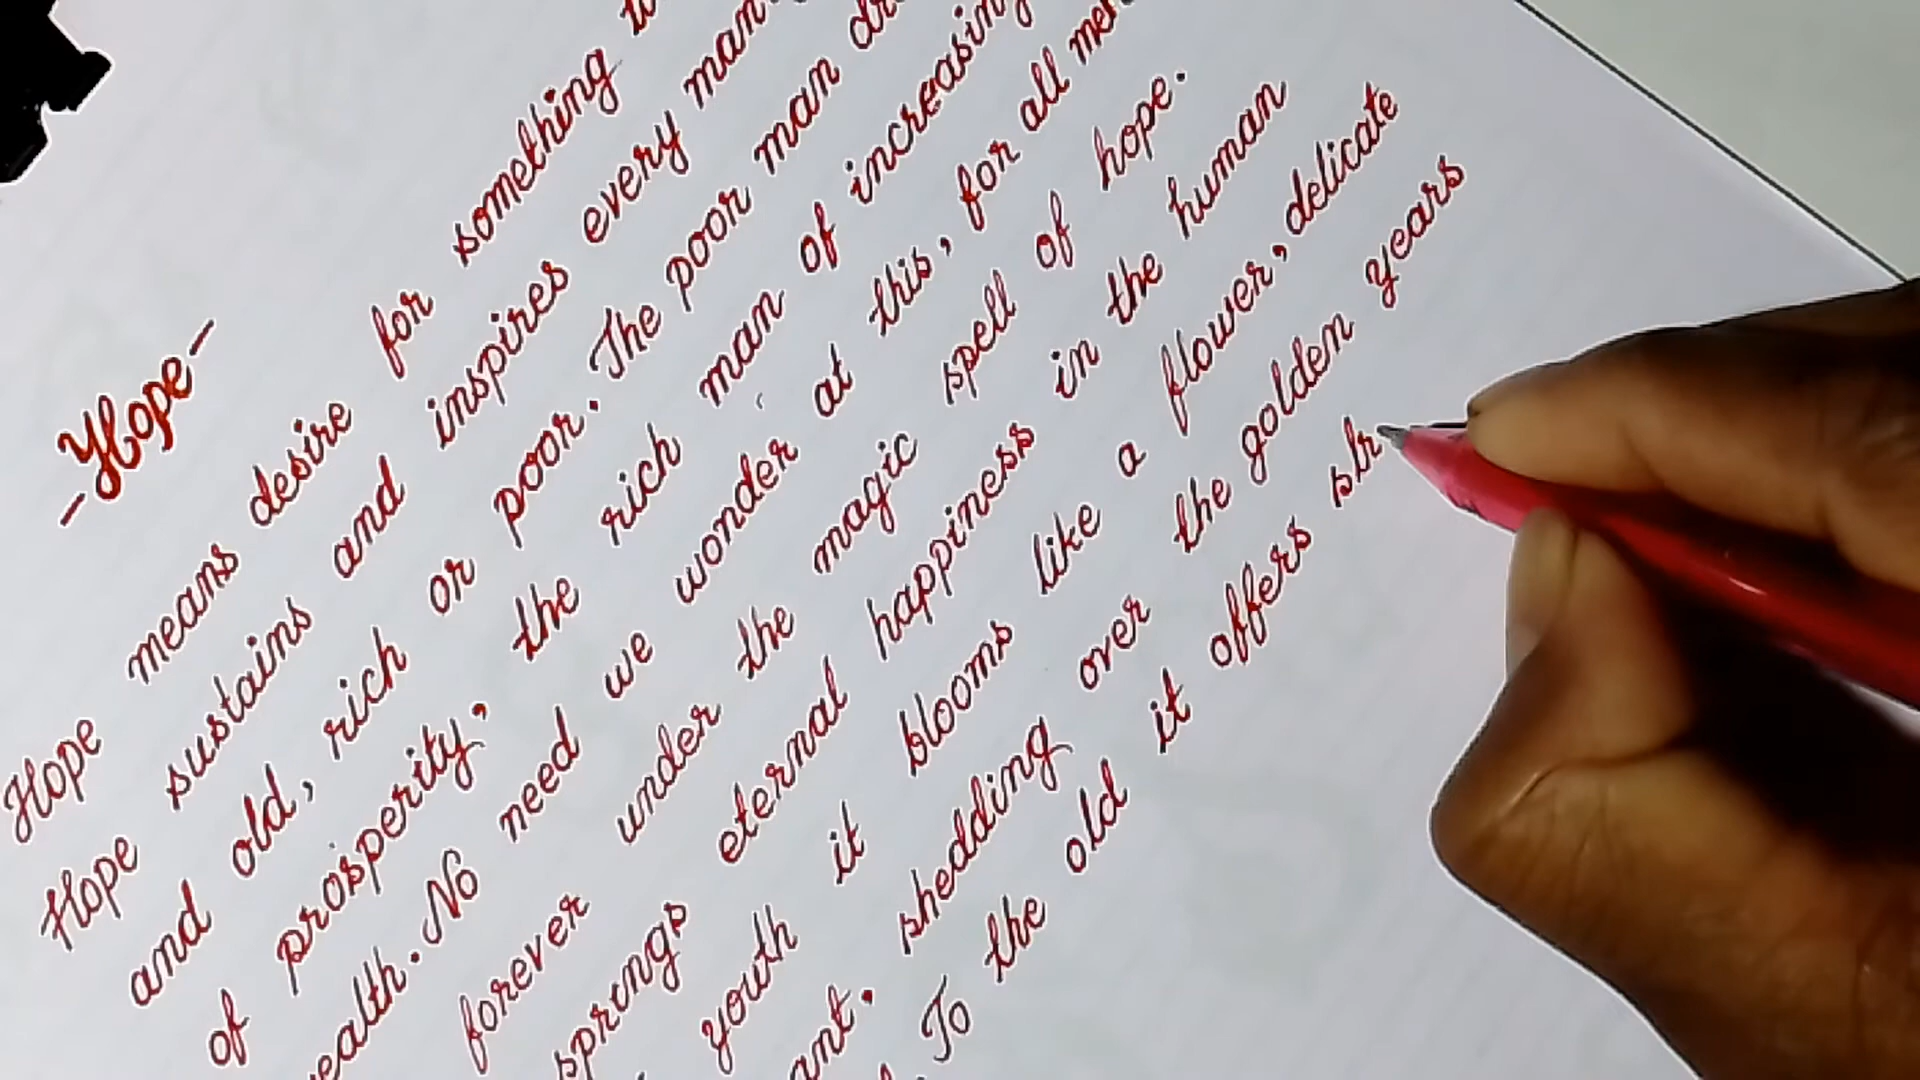 -Hope-
Hope means desire for something to
Hope sustains and inspires every man
and old, rich or poor. The poor man
of prosperity, the rich man of increasing
ealth. No need we wonder at this, for all men
forever under the magic spell of hope.
springs eternal happiness in the human
youth it blooms like a flower, delicate
ant. shedding over the golden years
To the old it offers str